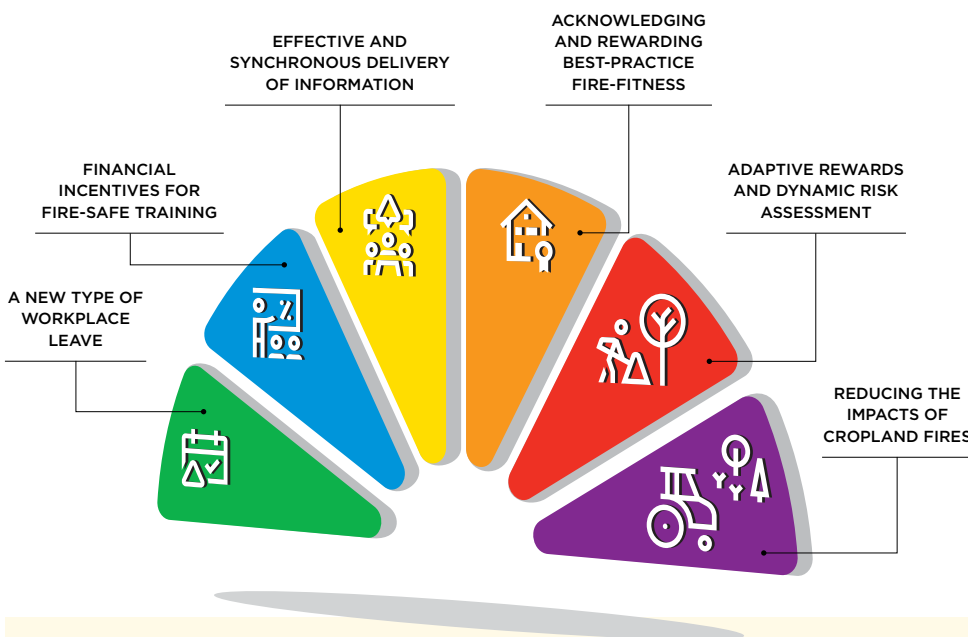 A NEW TYPE OF
WORKPLACE
LEAVE
FINANCIAL
INCENTIVES FOR
FIRE-SAFE TRAINING
EFFECTIVE AND
SYNCHRONOUS DELIVERY
OF INFORMATION
ACKNOWLEDGING
AND REWARDING
BEST-PRACTICE
FIRE-FITNESS
ADAPTIVE REWARDS
AND DYNAMIC RISK
ASSESSMENT
REDUCING THE
IMPACTS OF
CROPLAND FIRES